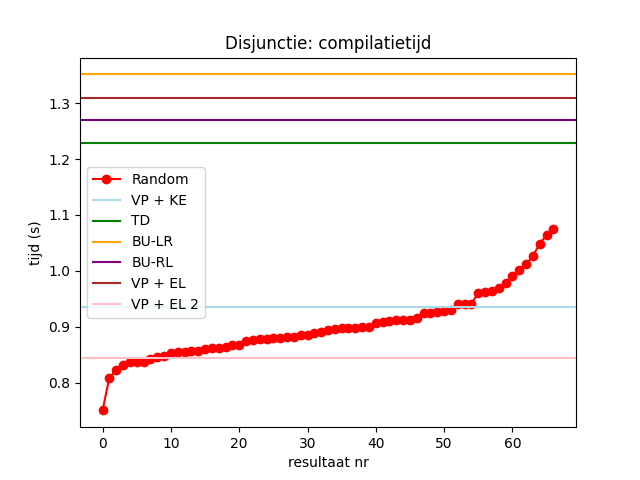 Disjunctie: compilatietijd
tijd (s)
1.3
1.2
1.1
1.0
0.9
0.8
Random
VP + KE
TD
BU-LR
BU-RL
VP + EL
VP + EL 2
0 10 20 30 40 50 60
resultaat nr